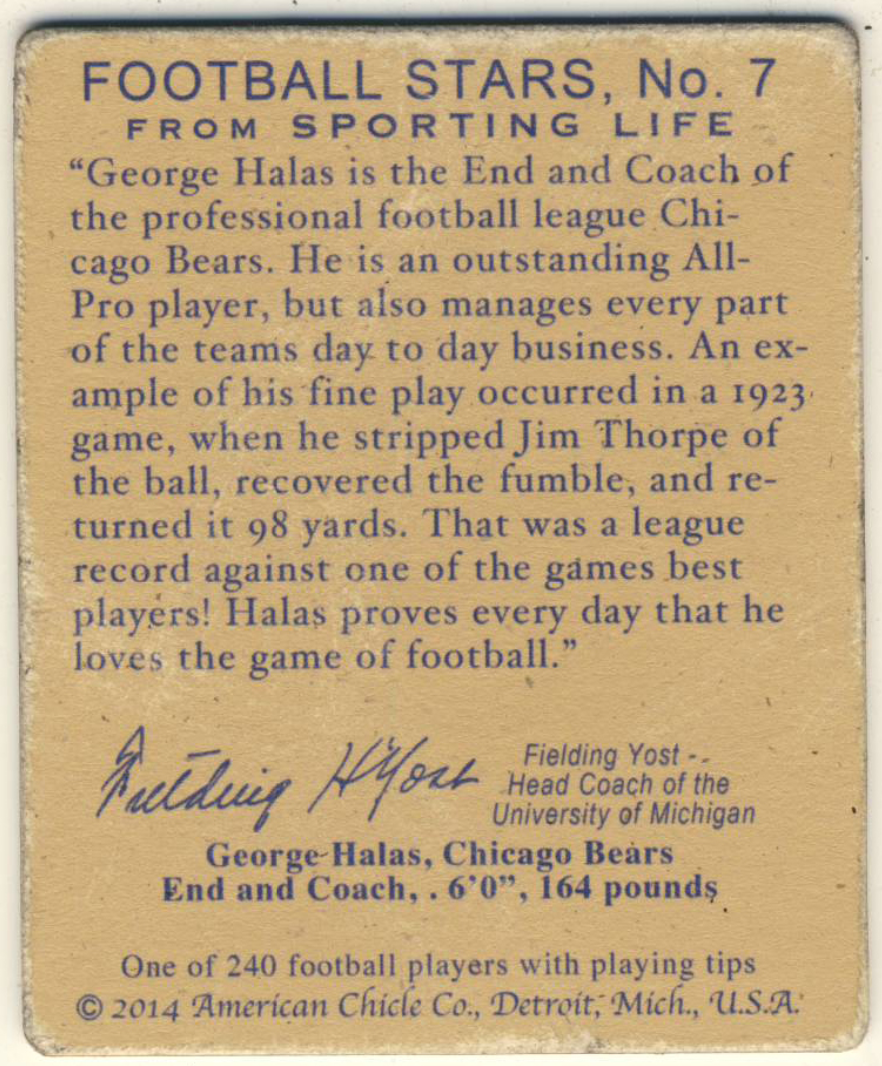 FOOTBALL STARS, No. 7
FROM SPORTING LIFE
“George Halas is the End and Coach of
the professional football league Chi-
cago Bears. He is an outstanding All-
Pro player, but also manages every part
of the teams day to day business. An ex-
ample of his fine play occurred in a 1923
game, when he stripped Jim Thorpe of
the ball, recovered the fumble, and re-
turned it 98 yards. That was a league
record against one of the games best
players! Halas proves every day that he
loves the game of football.”
Fielding H Yost
Fielding Yost --
Head Coach of the
University of Michigan
George Halas, Chicago Bears
End and Coach, . 6’0”, 164 pounds
One of 240 football players with playing tips
© 2014 American Chicle Co., Detroit, Mich., U.S.A.